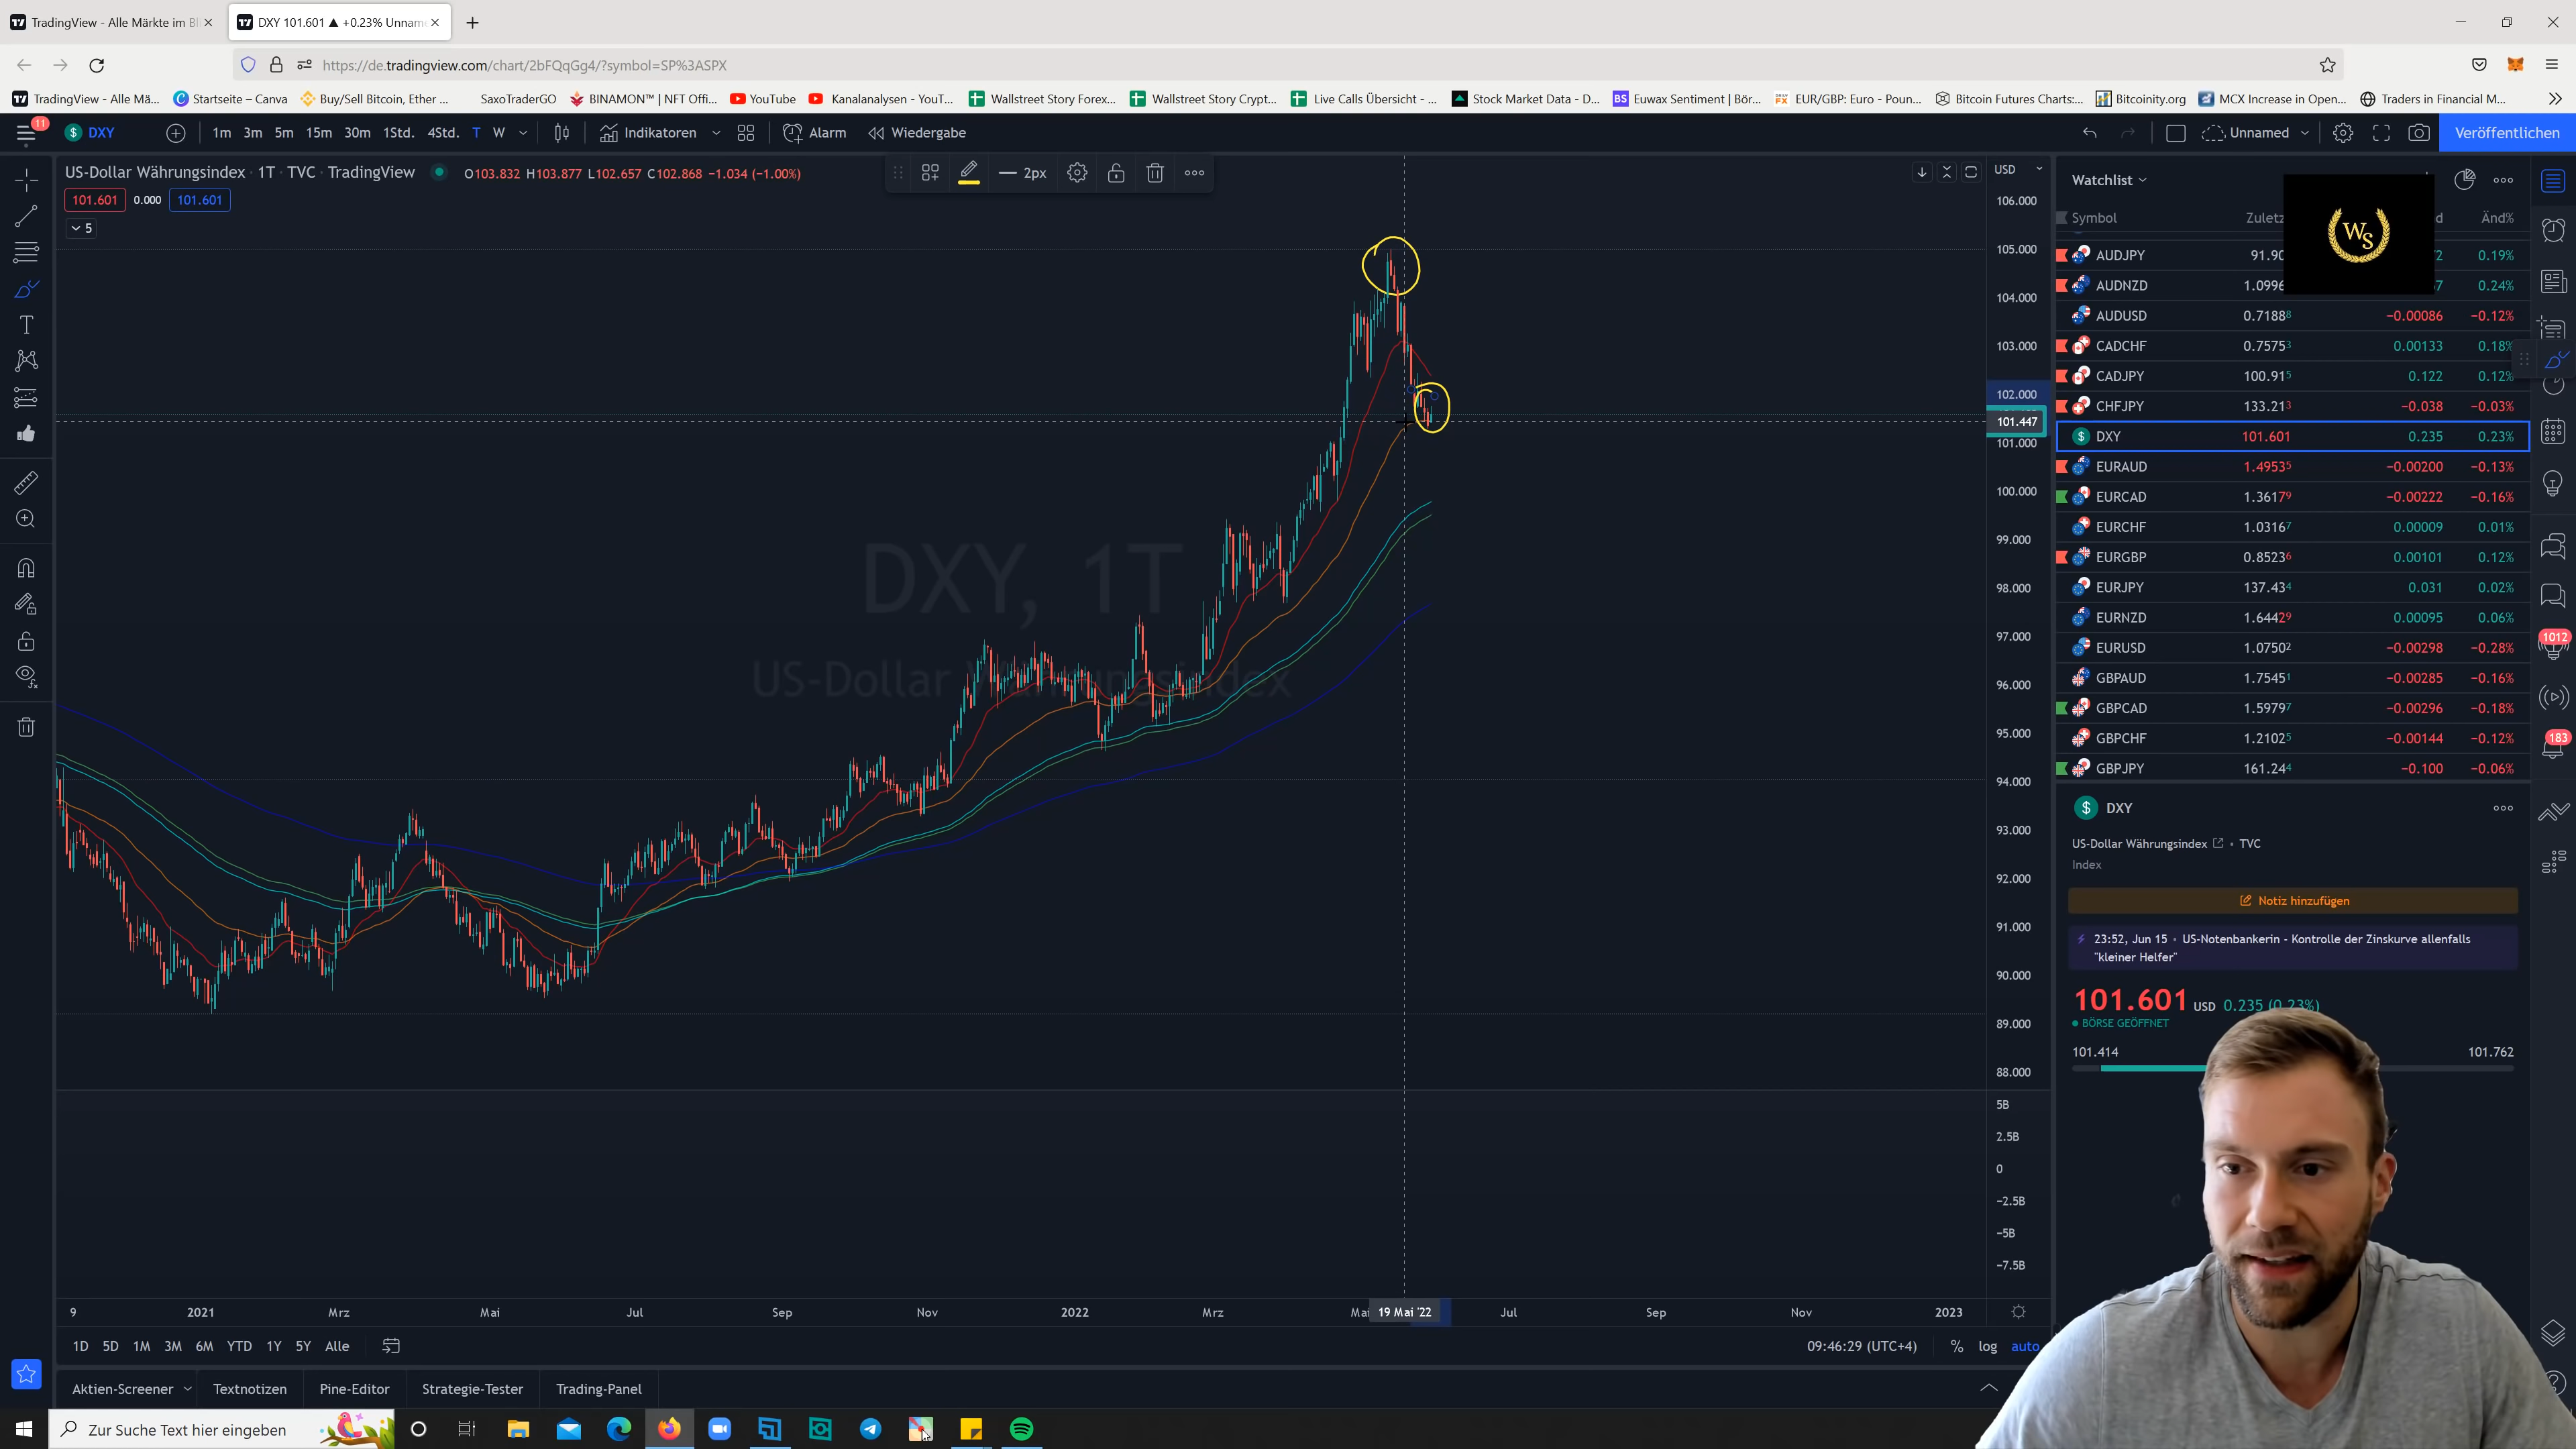 TradingView - Alle Märkte im Bl
DXY 101.601 ▲ +0.23% Unnam
https://de.tradingview.com/chart/2bFQqGg4/?symbol=SP%3ASPX
TradingView - Alle Mä... Startseite – Canva Buy/Sell Bitcoin, Ether ... SaxoTraderGO BINAMON™ | NFT Offi... YouTube Kanalanalysen - YouT... Wallstreet Story Forex... Wallstreet Story Crypt... Live Calls Übersicht - ... Stock Market Data - D... Euwax Sentiment | Bör... EUR/GBP: Euro - Poun... Bitcoin Futures Charts:... Bitcoinity.org MCX Increase in Open... Traders in Financial M...
11 DXY 1m 3m 5m 15m 30m 1Std. 4Std. T W Indikatoren Alarm Wiedergabe Unnamed Veröffentlichen
US-Dollar Währungsindex · 1T · TVC · TradingView O103.832 H103.877 L102.657 C102.868 −1.034 (−1.00%)
2px
101.601 0.000 101.601
5
USD
106.000
105.000
104.000
103.000
102.000
101.447
101.000
100.000
99.000
98.000
97.000
96.000
95.000
94.000
93.000
92.000
91.000
90.000
89.000
88.000
5B
2.5B
0
−2.5B
−5B
−7.5B
DXY, 1T
US-Dollar Währungsindex
9 2021 Mrz Mai Jul Sep Nov 2022 Mrz Mai 19 Mai '22 Jul Sep Nov 2023
1D 5D 1M 3M 6M YTD 1Y 5Y Alle
09:46:29 (UTC+4) % log auto
Aktien-Screener Textnotizen Pine-Editor Strategie-Tester Trading-Panel
Watchlist
Symbol Zuletz d Änd%
WS
AUDJPY 91.90 2 0.19%
AUDNZD 1.0996 7 0.24%
AUDUSD 0.71888 −0.00086 −0.12%
CADCHF 0.75753 0.00133 0.18%
CADJPY 100.915 0.122 0.12%
CHFJPY 133.213 −0.038 −0.03%
DXY 101.601 0.235 0.23%
EURAUD 1.49535 −0.00200 −0.13%
EURCAD 1.36179 −0.00222 −0.16%
EURCHF 1.03167 0.00009 0.01%
EURGBP 0.85236 0.00101 0.12%
EURJPY 137.434 0.031 0.02%
EURNZD 1.64429 0.00095 0.06%
EURUSD 1.07502 −0.00298 −0.28%
GBPAUD 1.75451 −0.00285 −0.16%
GBPCAD 1.59797 −0.00296 −0.18%
GBPCHF 1.21025 −0.00144 −0.12%
GBPJPY 161.244 −0.100 −0.06%
1012
183
DXY
US-Dollar Währungsindex • TVC
Index
Notiz hinzufügen
23:52, Jun 15 • US-Notenbankerin - Kontrolle der Zinskurve allenfalls
"kleiner Helfer"
101.601 USD 0.235 (0.23%)
BÖRSE GEÖFFNET
101.414 101.762
Zur Suche Text hier eingeben